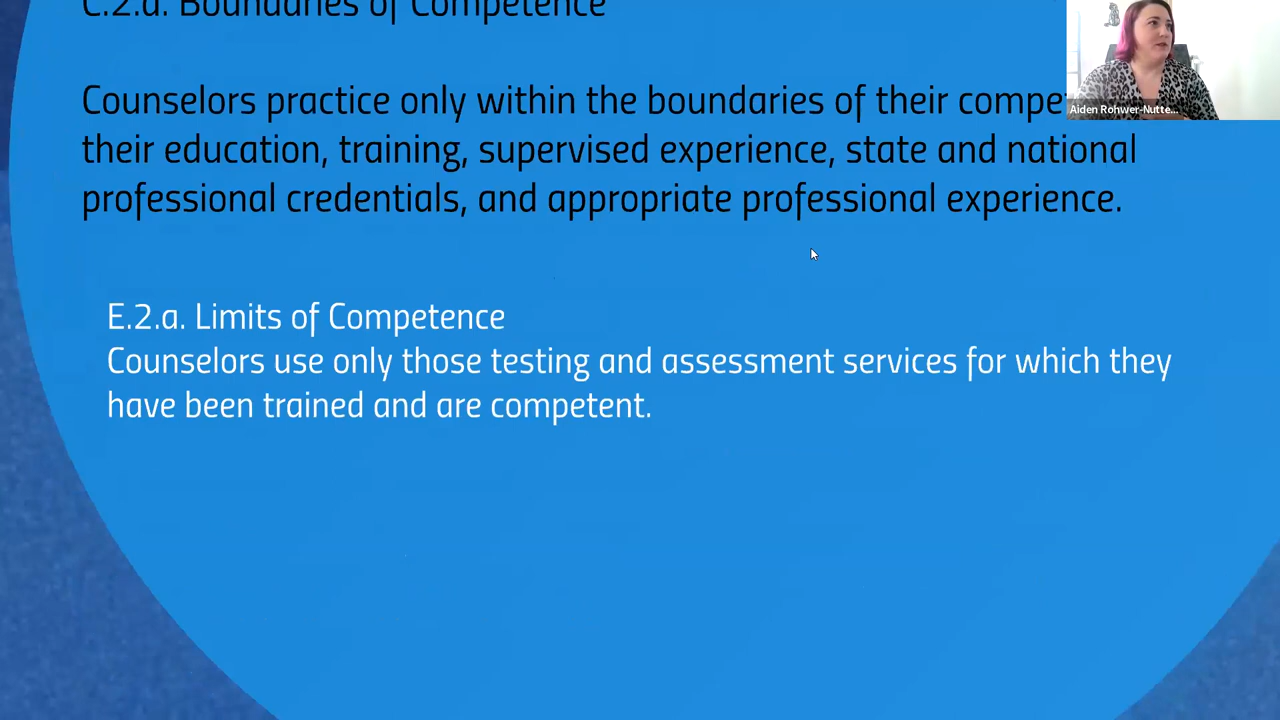 C.2.a. Boundaries of Competence
Counselors practice only within the boundaries of their compe
their education, training, supervised experience, state and national
professional credentials, and appropriate professional experience.
E.2.a. Limits of Competence
Counselors use only those testing and assessment services for which they
have been trained and are competent.
Aiden Rohwer-Nutte...